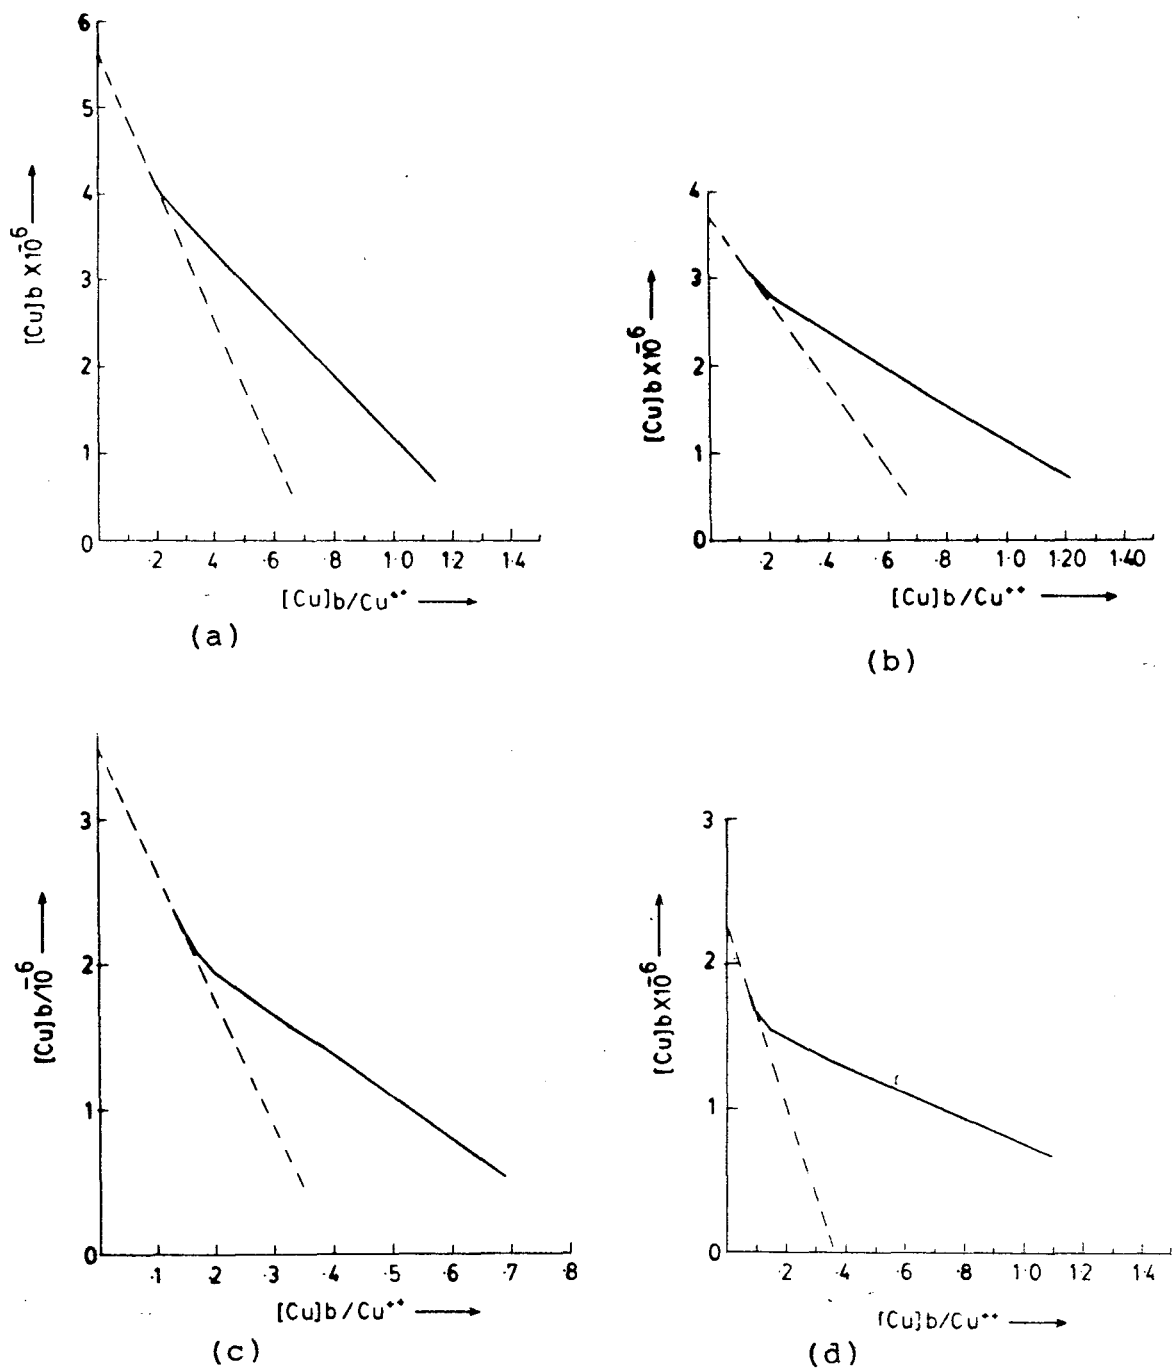 6
5
4
3
2
1
0
[Cu]b X10̄⁶
.2 4 .6 .8 1.0 1.2 1.4
[Cu]b/Cu⁺⁺
(a)
4
3
2
1
0
[Cu]b X10̄⁶
.2 .4 .6 .8 1.0 1.20 1.40
[Cu]b/Cu⁺⁺
(b)
3
2
1
0
[Cu]b/10̄⁶
.1 .2 .3 .4 .5 .6 .7 .8
[Cu]b/Cu⁺⁺
(c)
3
2
1
0
[Cu]b X10̄⁶
.2 .4 .6 .8 1.0 1.2 1.4
[Cu]b/Cu⁺⁺
(d)